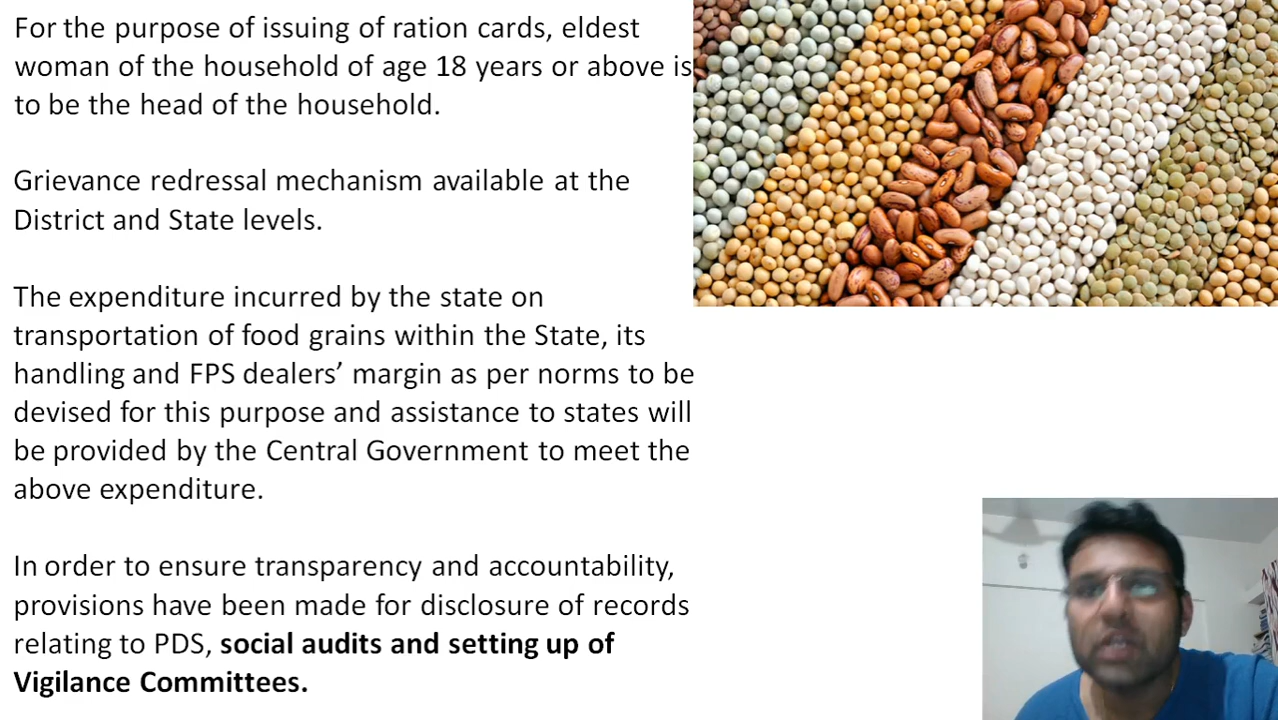 For the purpose of issuing of ration cards, eldest
woman of the household of age 18 years or above is
to be the head of the household.
Grievance redressal mechanism available at the
District and State levels.
The expenditure incurred by the state on
transportation of food grains within the State, its
handling and FPS dealers’ margin as per norms to be
devised for this purpose and assistance to states will
be provided by the Central Government to meet the
above expenditure.
In order to ensure transparency and accountability,
provisions have been made for disclosure of records
relating to PDS, social audits and setting up of
Vigilance Committees.